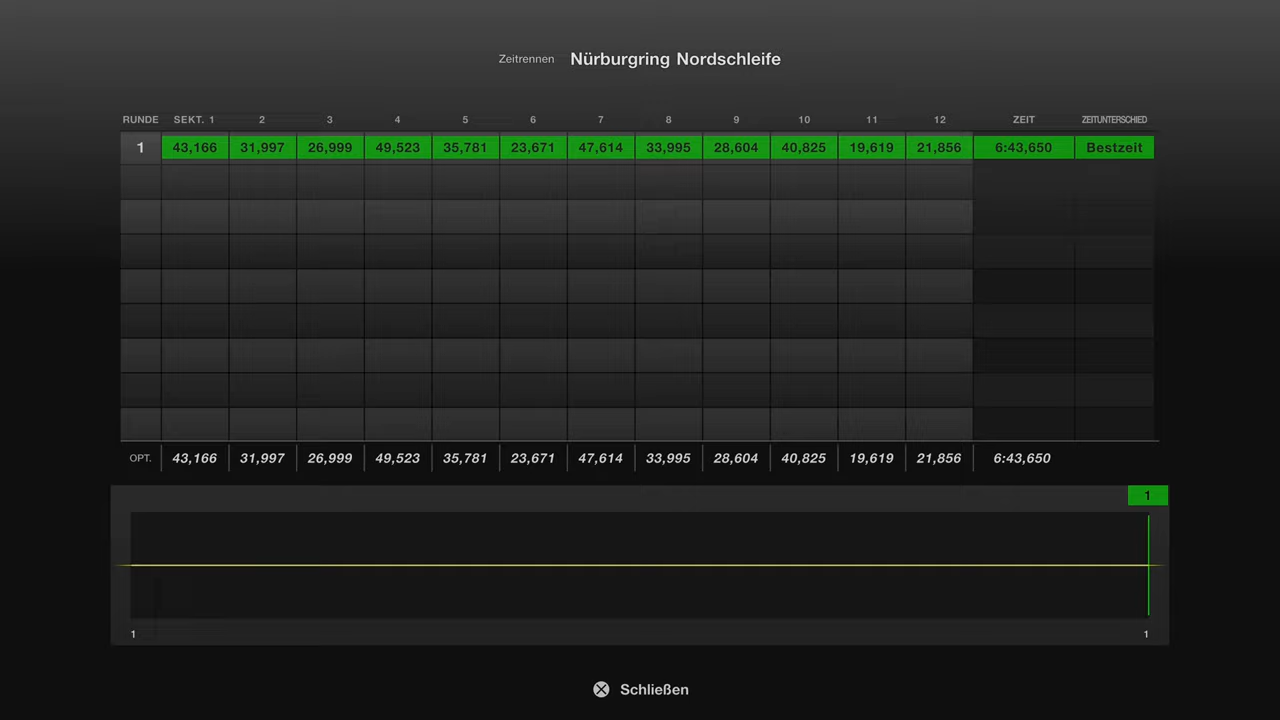 Zeitrennen Nürburgring Nordschleife
RUNDE SEKT. 1 2 3 4 5 6 7 8 9 10 11 12 ZEIT ZEITUNTERSCHIED
1 43,166 31,997 26,999 49,523 35,781 23,671 47,614 33,995 28,604 40,825 19,619 21,856 6:43,650 Bestzeit
OPT. 43,166 31,997 26,999 49,523 35,781 23,671 47,614 33,995 28,604 40,825 19,619 21,856 6:43,650
1
1 1
Schließen